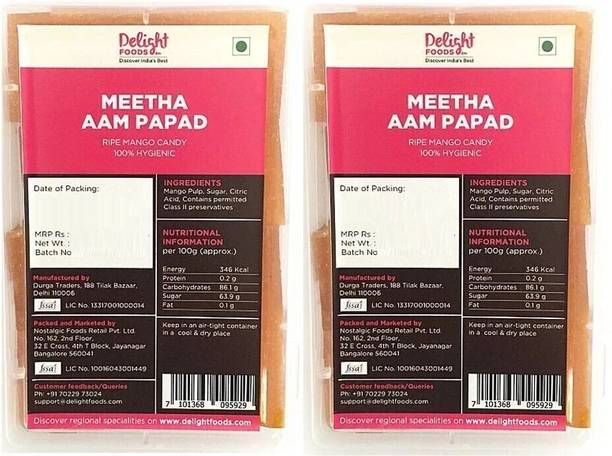 Delight
FOODS.com
Discover India's Best
MEETHA
AAM PAPAD
RIPE MANGO CANDY
100% HYGIENIC
Date of Packing:
MRP Rs :
Net Wt. :
Batch No
INGREDIENTS
Mango Pulp, Sugar, Citric
Acid, Contains permitted
Class II preservatives
NUTRITIONAL
INFORMATION
per 100g (approx.)
Energy 346 Kcal
Protein 0.2 g
Carbohydrates 86.1 g
Sugar 63.9 g
Fat 0.1 g
Manufactured by
Durga Traders, 188 Tilak Bazaar,
Delhi 110006
fssai LIC No. 13317001000014
Packed and Marketed by
Nostalgic Foods Retail Pvt. Ltd.
No. 162, 2nd Floor,
32 E Cross, 4th T Block, Jayanagar
Bangalore 560041
fssai LIC No. 10016043001449
Keep in an air-tight container
in a cool & dry place
Customer feedback/Queries
Ph: +91 70229 73024
support@delightfoods.com
7 101368 095929
Discover regional specialities on www.delightfoods.com
Delight
FOODS.com
Discover India's Best
MEETHA
AAM PAPAD
RIPE MANGO CANDY
100% HYGIENIC
Date of Packing:
MRP Rs :
Net Wt. :
Batch No
INGREDIENTS
Mango Pulp, Sugar, Citric
Acid, Contains permitted
Class II preservatives
NUTRITIONAL
INFORMATION
per 100g (approx.)
Energy 346 Kcal
Protein 0.2 g
Carbohydrates 86.1 g
Sugar 63.9 g
Fat 0.1 g
Manufactured by
Durga Traders, 188 Tilak Bazaar,
Delhi 110006
fssai LIC No. 13317001000014
Packed and Marketed by
Nostalgic Foods Retail Pvt. Ltd.
No. 162, 2nd Floor,
32 E Cross, 4th T Block, Jayanagar
Bangalore 560041
fssai LIC No. 10016043001449
Keep in an air-tight container
in a cool & dry place
Customer feedback/Queries
Ph: +91 70229 73024
support@delightfoods.com
7 101368 095929
Discover regional specialities on www.delightfoods.com